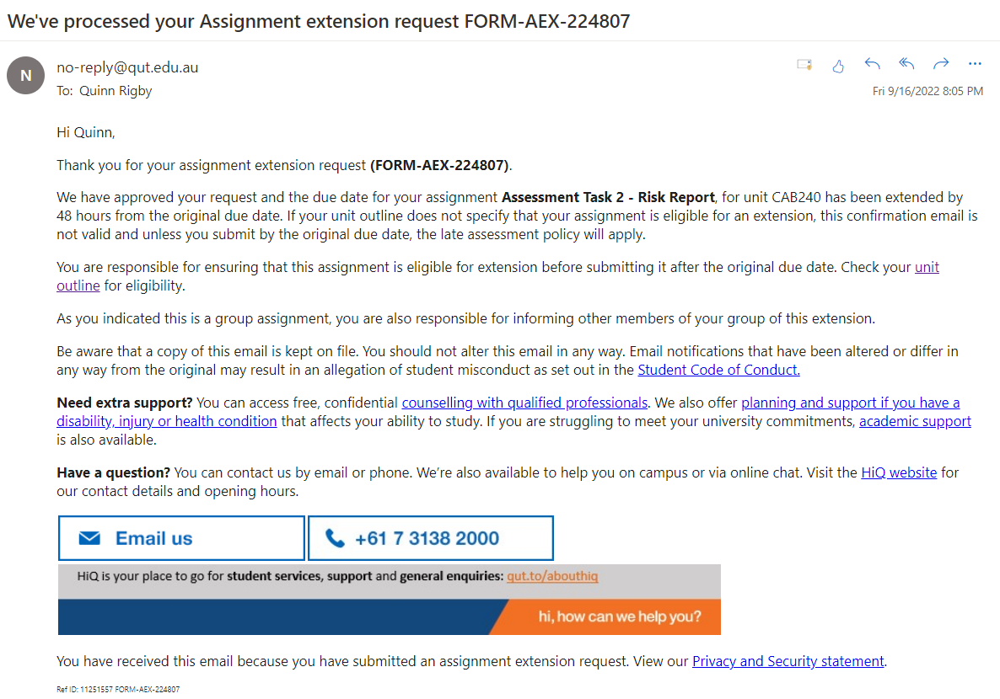 We've processed your Assignment extension request FORM-AEX-224807
N
no-reply@qut.edu.au
To: Quinn Rigby
Fri 9/16/2022 8:05 PM
Hi Quinn,
Thank you for your assignment extension request (FORM-AEX-224807).
We have approved your request and the due date for your assignment Assessment Task 2 - Risk Report, for unit CAB240 has been extended by
48 hours from the original due date. If your unit outline does not specify that your assignment is eligible for an extension, this confirmation email is
not valid and unless you submit by the original due date, the late assessment policy will apply.
You are responsible for ensuring that this assignment is eligible for extension before submitting it after the original due date. Check your unit
outline for eligibility.
As you indicated this is a group assignment, you are also responsible for informing other members of your group of this extension.
Be aware that a copy of this email is kept on file. You should not alter this email in any way. Email notifications that have been altered or differ in
any way from the original may result in an allegation of student misconduct as set out in the Student Code of Conduct.
Need extra support? You can access free, confidential counselling with qualified professionals. We also offer planning and support if you have a
disability, injury or health condition that affects your ability to study. If you are struggling to meet your university commitments, academic support
is also available.
Have a question? You can contact us by email or phone. We're also available to help you on campus or via online chat. Visit the HiQ website for
our contact details and opening hours.
Email us
+61 7 3138 2000
HiQ is your place to go for student services, support and general enquiries: qut.to/abouthiq
hi, how can we help you?
You have received this email because you have submitted an assignment extension request. View our Privacy and Security statement.
Ref ID: 11251557 FORM-AEX-224807